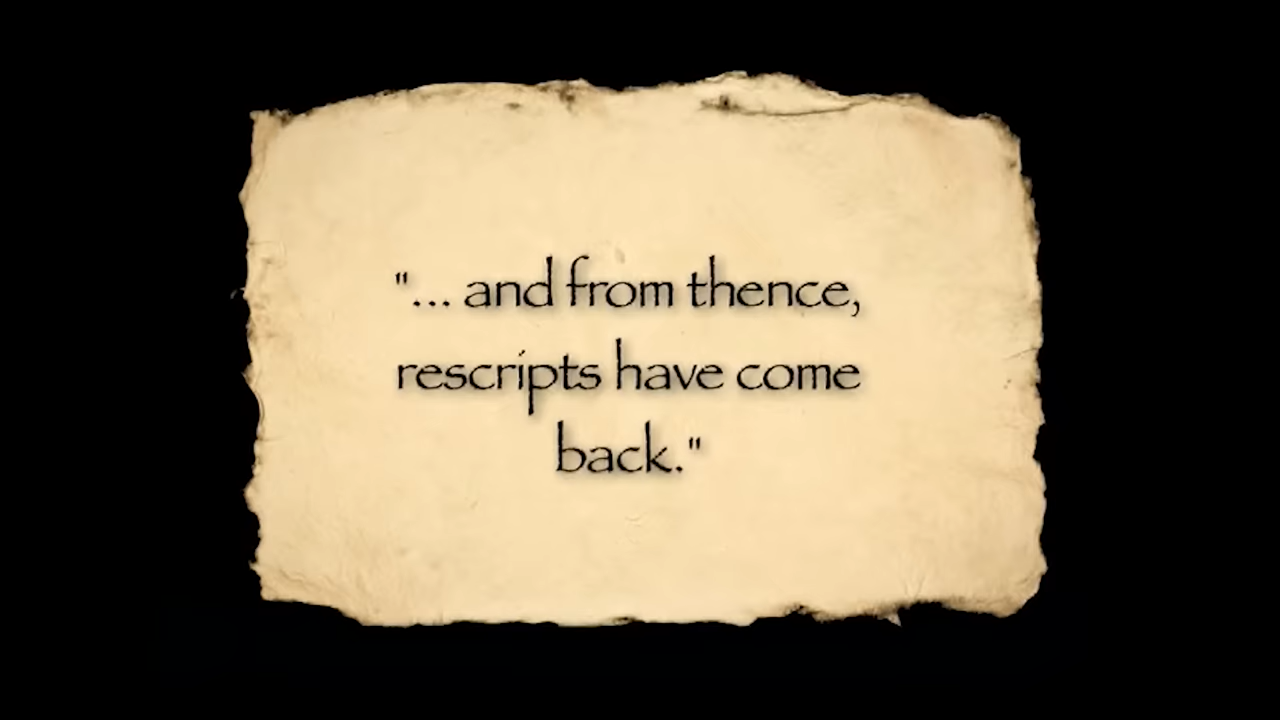 "... and from thence,
rescripts have come
back."